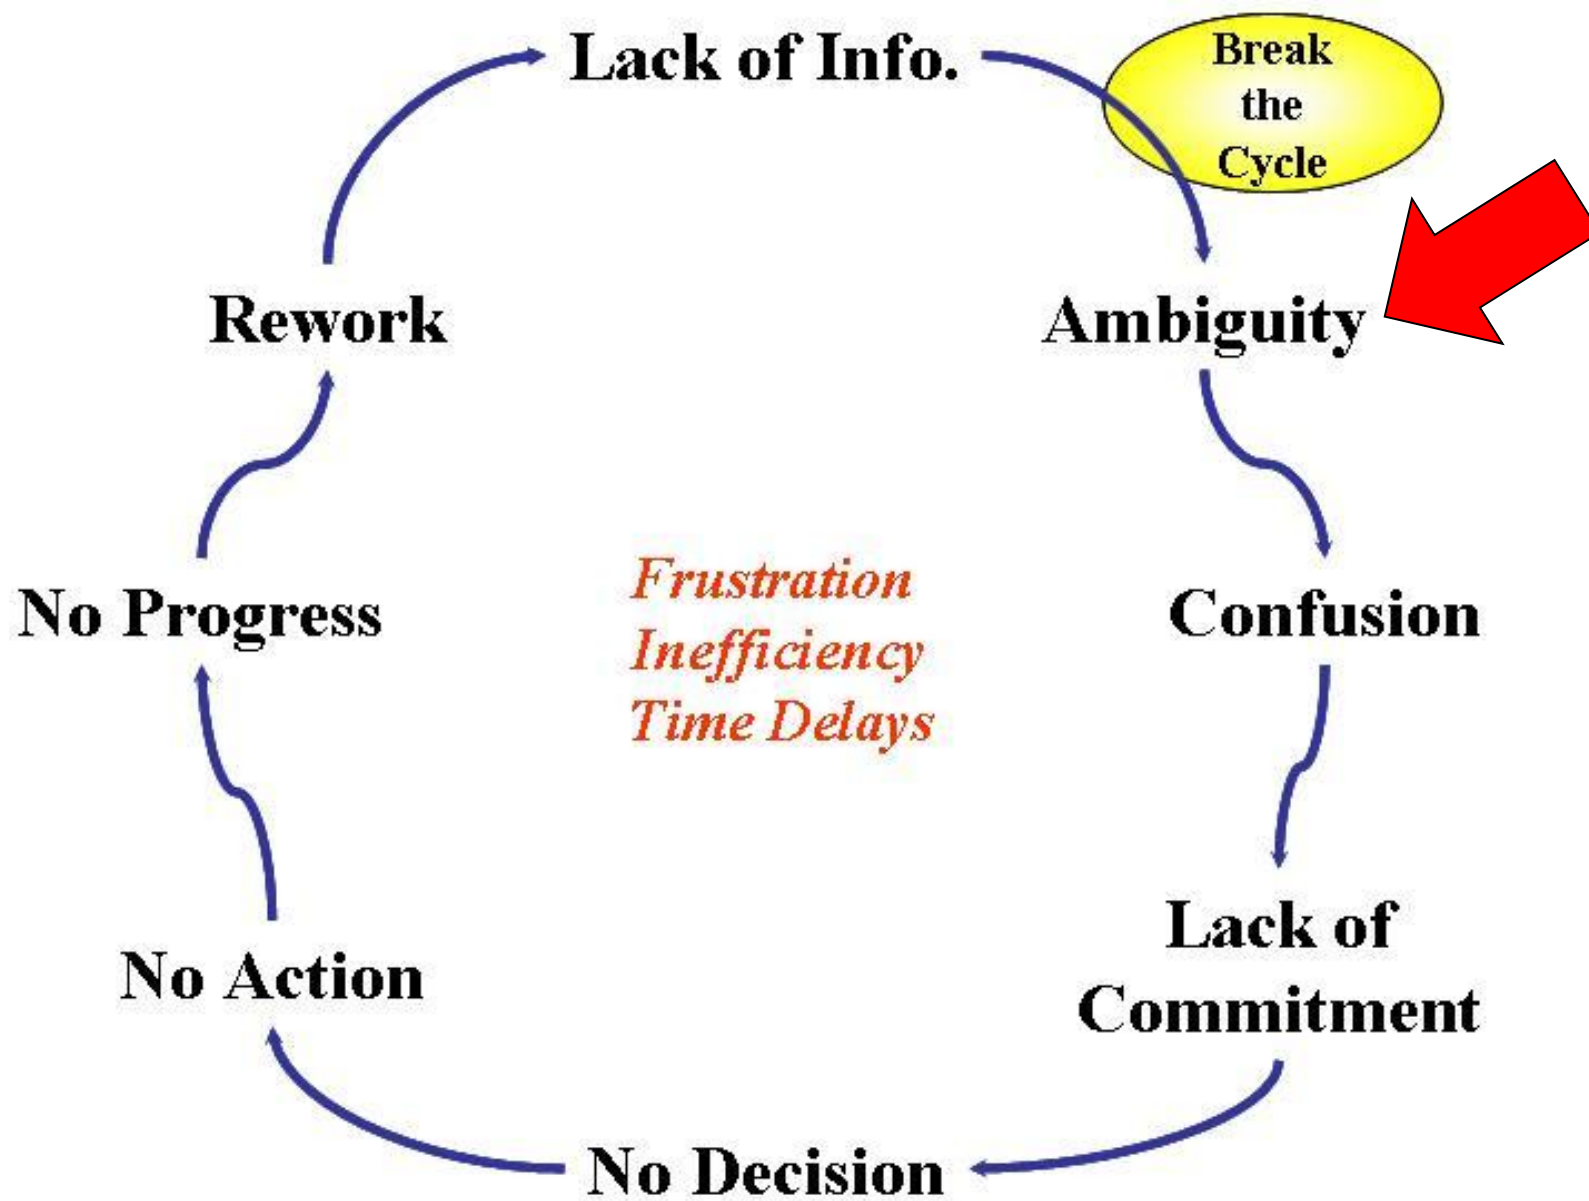 Lack of Info.
Break
the
Cycle
Ambiguity
Confusion
Lack of
Commitment
No Decision
No Action
No Progress
Rework
Frustration
Inefficiency
Time Delays